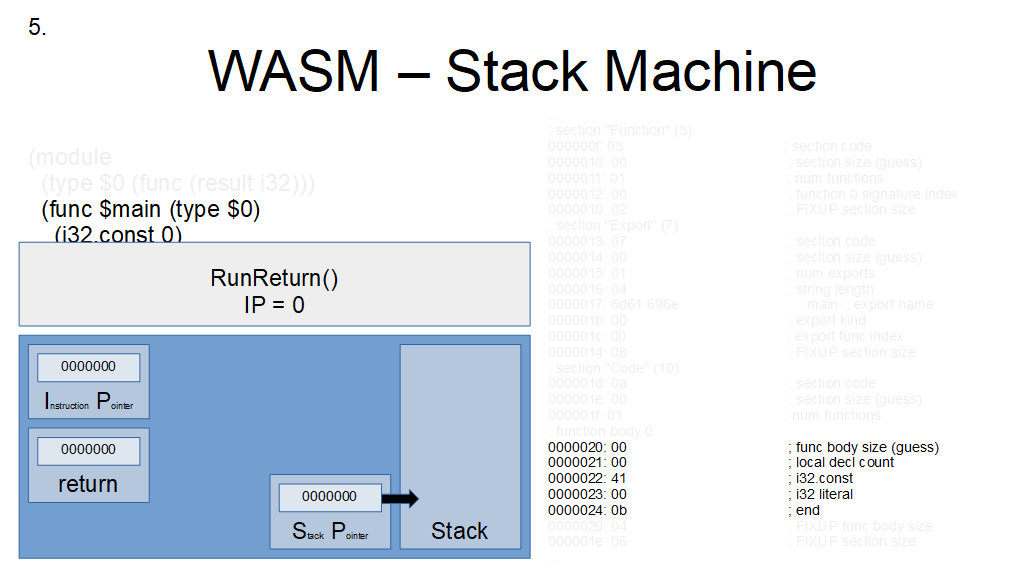 5.
WASM – Stack Machine
(module
(type $0 (func (result i32)))
(func $main (type $0)
(i32.const 0)
RunReturn()
IP = 0
0000000
Instruction Pointer
0000000
return
0000000
Stack Pointer
Stack
; section "Function" (3)
000000f: 03 ; section code
0000010: 00 ; section size (guess)
0000011: 01 ; num functions
0000012: 00 ; function 0 signature index
0000010: 02 ; FIXUP section size
; section "Export" (7)
0000013: 07 ; section code
0000014: 00 ; section size (guess)
0000015: 01 ; num exports
0000016: 04 ; string length
0000017: 6d61 696e main ; export name
000001b: 00 ; export kind
000001c: 00 ; export func index
0000014: 08 ; FIXUP section size
; section "Code" (10)
000001d: 0a ; section code
000001e: 00 ; section size (guess)
000001f: 01 ; num functions
; function body 0
0000020: 00 ; func body size (guess)
0000021: 00 ; local decl count
0000022: 41 ; i32.const
0000023: 00 ; i32 literal
0000024: 0b ; end
0000020: 04 ; FIXUP func body size
000001e: 06 ; FIXUP section size